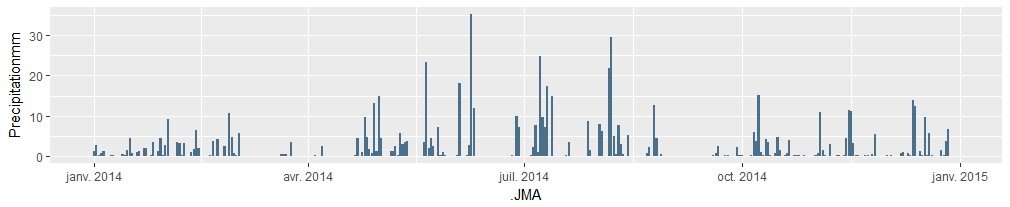 Precipitationmm
30
20
10
0
janv. 2014 avr. 2014 juil. 2014 oct. 2014 janv. 2015
.JMA